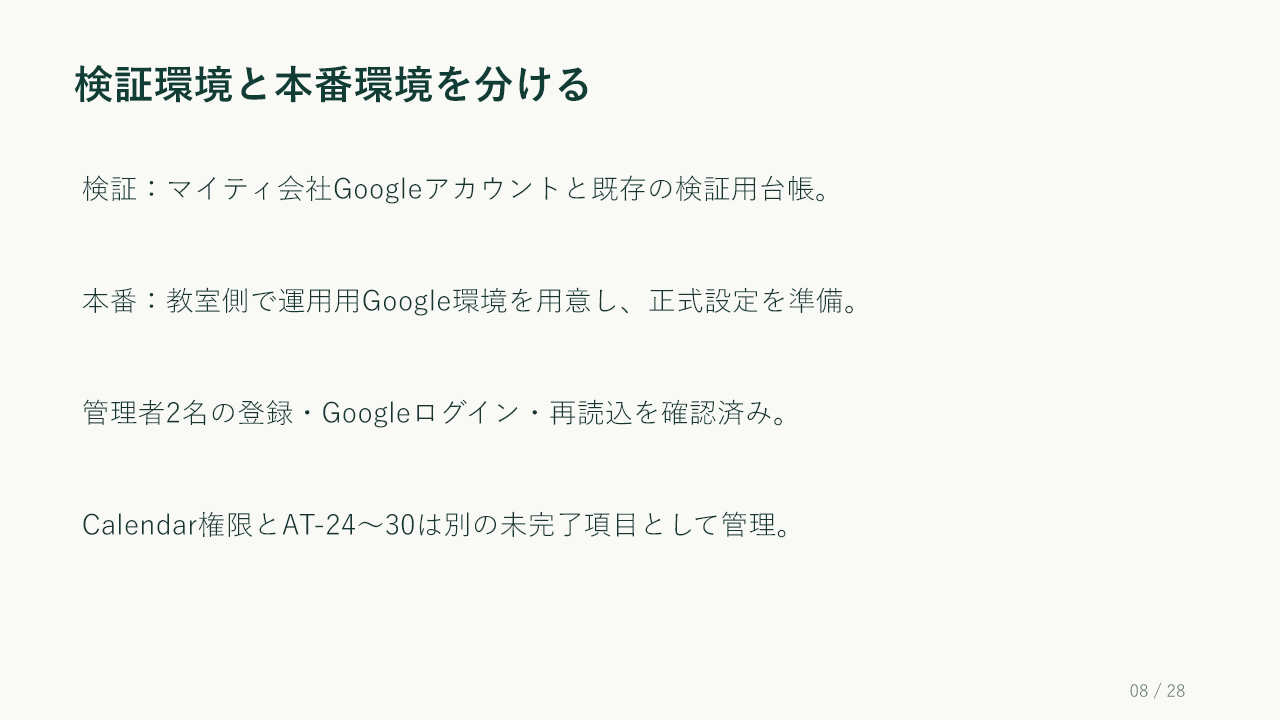 検証環境と本番環境を分ける
検証：マイティ会社Googleアカウントと既存の検証用台帳。
本番：教室側で運用用Google環境を用意し、正式設定を準備。
管理者2名の登録・Googleログイン・再読込を確認済み。
Calendar権限とAT-24〜30は別の未完了項目として管理。
08 / 28